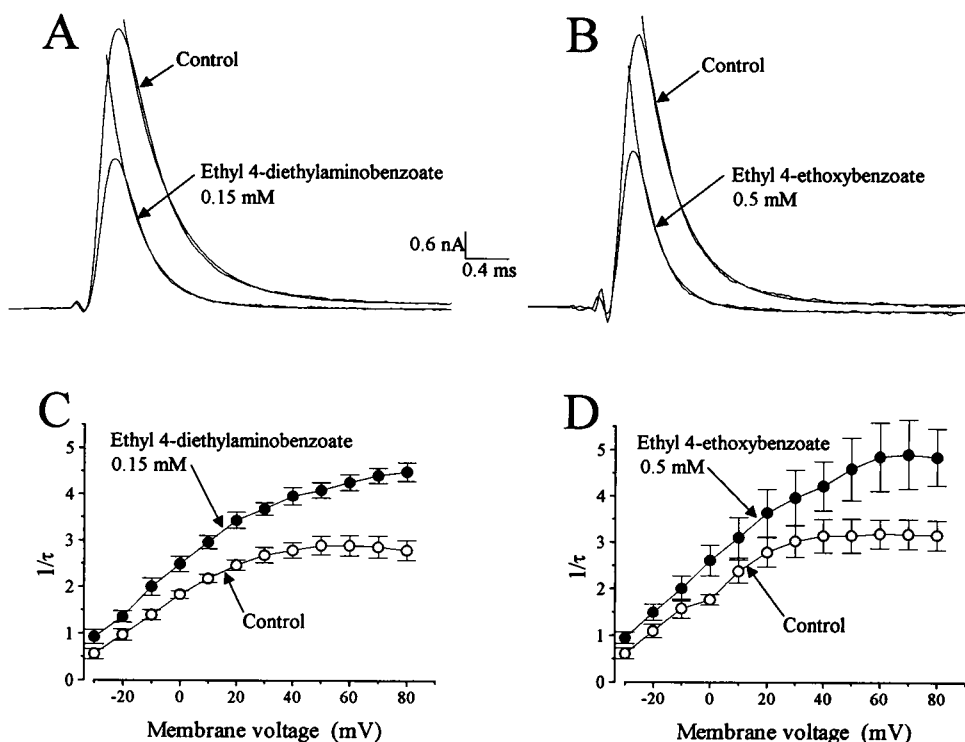 A
Control
Ethyl 4-diethylaminobenzoate
0.15 mM
0.6 nA
0.4 ms
B
Control
Ethyl 4-ethoxybenzoate
0.5 mM
C
Ethyl 4-diethylaminobenzoate
0.15 mM
Control
1/τ
5
4
3
2
1
0
-20
0
20
40
60
80
Membrane voltage (mV)
D
Ethyl 4-ethoxybenzoate
0.5 mM
Control
1/τ
5
4
3
2
1
0
-20
0
20
40
60
80
Membrane voltage (mV)